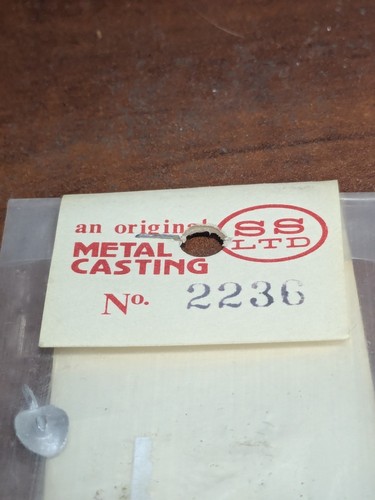 an original
METAL
CASTING
SS
LTD
No. 2236